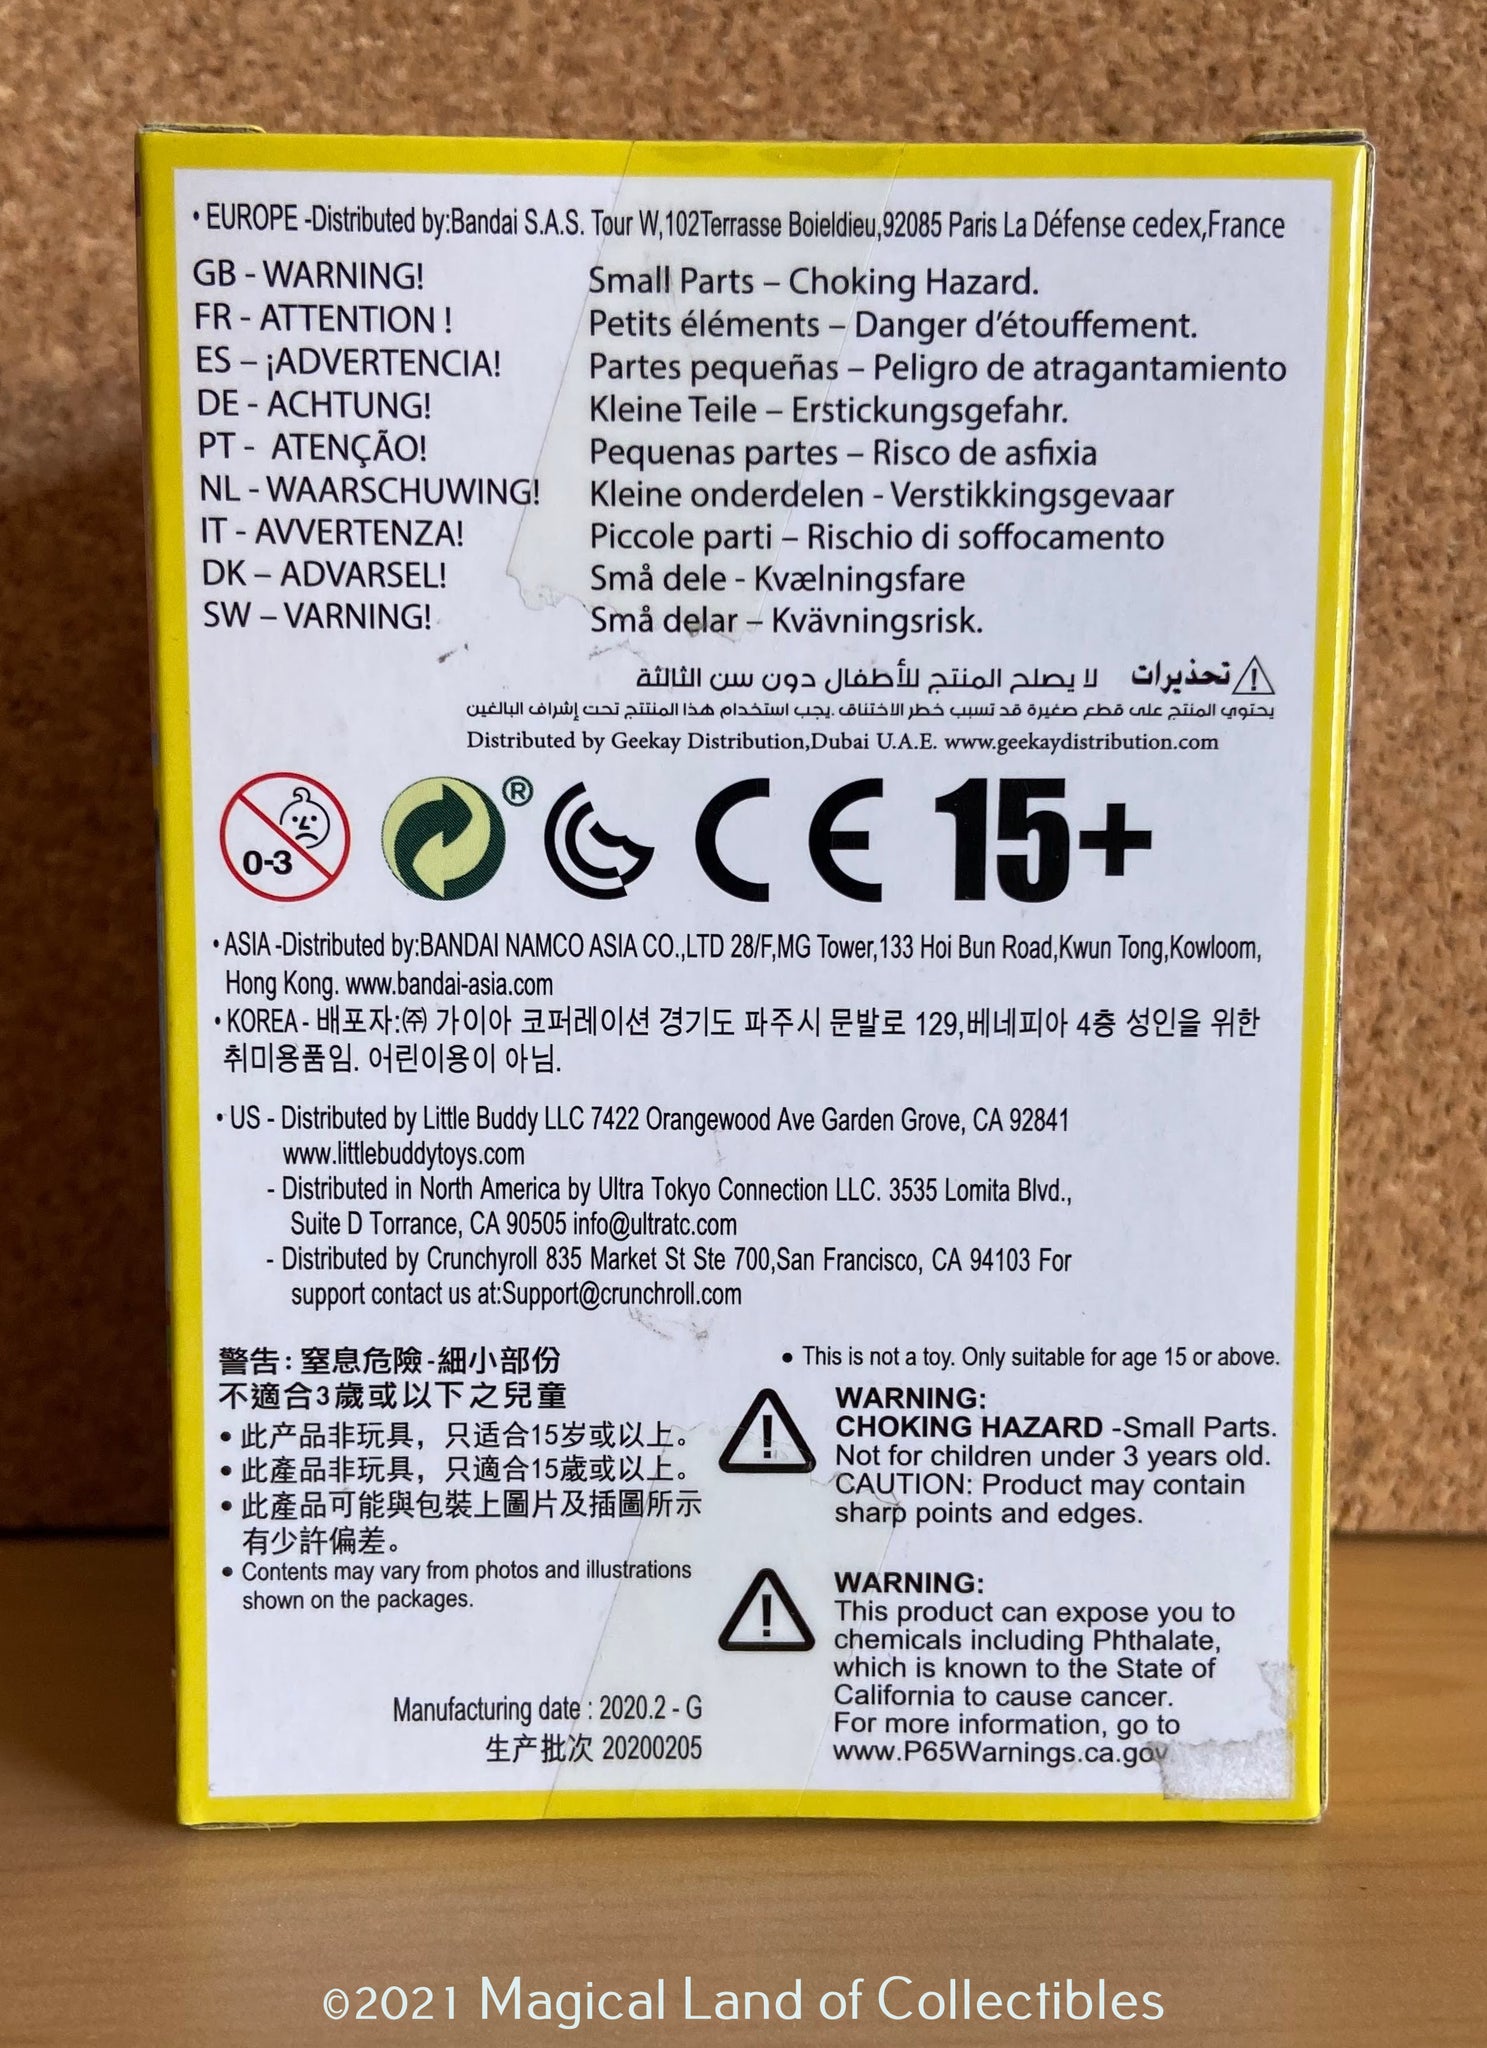 • EUROPE -Distributed by:Bandai S.A.S. Tour W,102Terrasse Boieldieu,92085 Paris La Défense cedex,France
GB - WARNING! Small Parts – Choking Hazard.
FR - ATTENTION ! Petits éléments – Danger d’étouffement.
ES – ¡ADVERTENCIA! Partes pequeñas – Peligro de atragantamiento
DE - ACHTUNG! Kleine Teile – Erstickungsgefahr.
PT - ATENÇÃO! Pequenas partes – Risco de asfixia
NL - WAARSCHUWING! Kleine onderdelen - Verstikkingsgevaar
IT - AVVERTENZA! Piccole parti – Rischio di soffocamento
DK – ADVARSEL! Små dele - Kvælningsfare
SW – VARNING! Små delar – Kvävningsrisk.
تحذيرات لا يصلح المنتج للأطفال دون سن الثالثة
يحتوي المنتج على قطع صغيرة قد تسبب خطر الاختناق .يجب استخدام هذا المنتتج تحت إشراف البالغين
Distributed by Geekay Distribution,Dubai U.A.E. www.geekaydistribution.com
0-3 ® CE 15+
• ASIA -Distributed by:BANDAI NAMCO ASIA CO.,LTD 28/F,MG Tower,133 Hoi Bun Road,Kwun Tong,Kowloom,
Hong Kong. www.bandai-asia.com
• KOREA - 배포자:㈜ 가이아 코퍼레이션 경기도 파주시 문발로 129,베네피아 4층 성인을 위한
취미용품임. 어린이용이 아님.
• US - Distributed by Little Buddy LLC 7422 Orangewood Ave Garden Grove, CA 92841
www.littlebuddytoys.com
- Distributed in North America by Ultra Tokyo Connection LLC. 3535 Lomita Blvd.,
Suite D Torrance, CA 90505 info@ultratc.com
- Distributed by Crunchyroll 835 Market St Ste 700,San Francisco, CA 94103 For
support contact us at:Support@crunchroll.com
警告: 窒息危險-細小部份
不適合3歲或以下之兒童
• 此产品非玩具，只适合15岁或以上。
• 此產品非玩具，只適合15歲或以上。
• 此產品可能與包裝上圖片及插圖所示
有少許偏差。
• Contents may vary from photos and illustrations
shown on the packages.
Manufacturing date : 2020.2 - G
生产批次 20200205
• This is not a toy. Only suitable for age 15 or above.
WARNING:
CHOKING HAZARD -Small Parts.
Not for children under 3 years old.
CAUTION: Product may contain
sharp points and edges.
WARNING:
This product can expose you to
chemicals including Phthalate,
which is known to the State of
California to cause cancer.
For more information, go to
www.P65Warnings.ca.gov
©2021 Magical Land of Collectibles